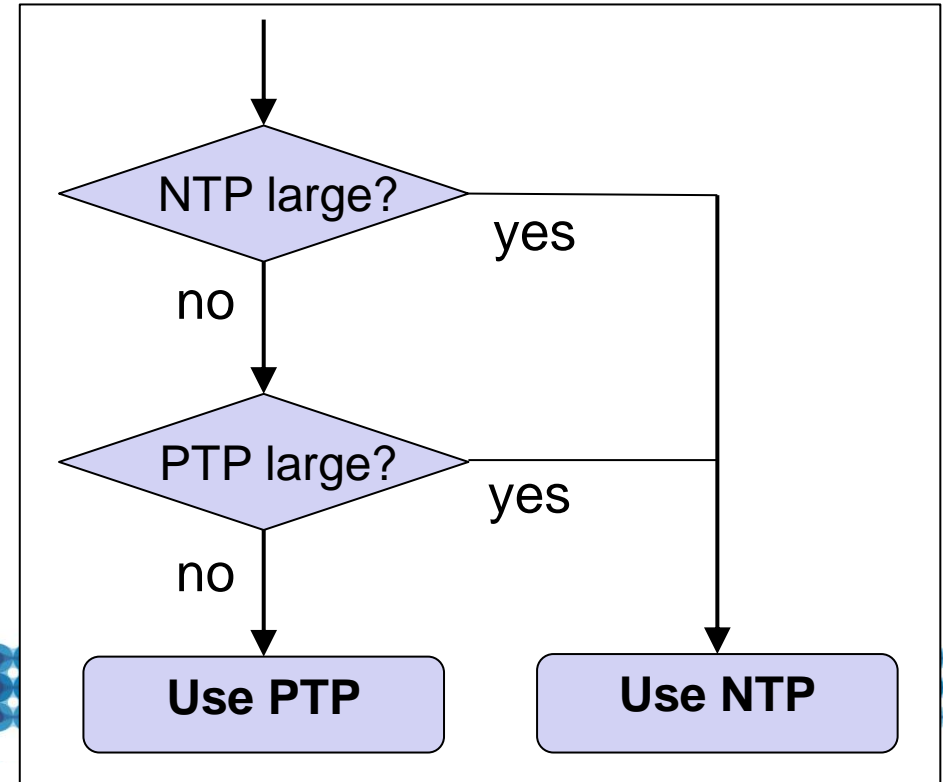 NTP large?
yes
no
PTP large?
yes
no
Use PTP
Use NTP